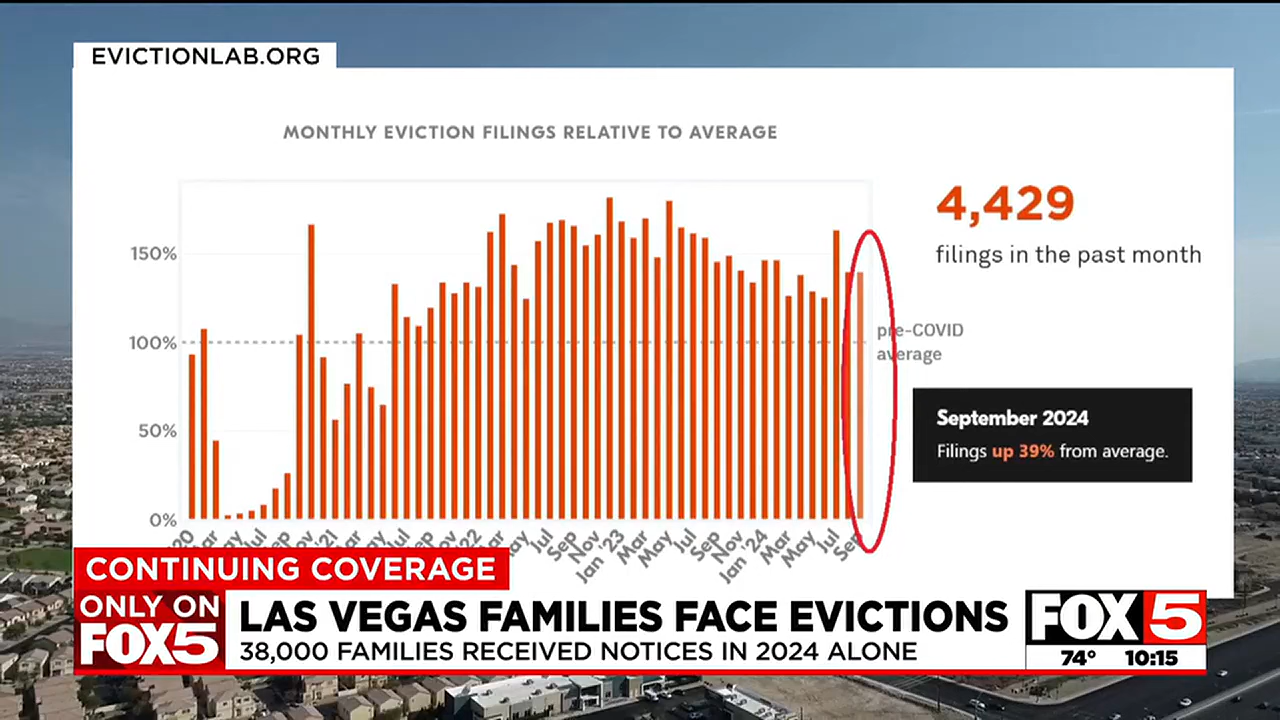 EVICTIONLAB.ORG
MONTHLY EVICTION FILINGS RELATIVE TO AVERAGE
4,429
filings in the past month
150%
100%
50%
0%
pre-COVID
average
September 2024
Filings up 39% from average.
Jul
Jul
Sep
Nov
Jan '23
Mar
May
Jul
Sep
Nov
Jan '24
Mar
May
Jul
Sep
CONTINUING COVERAGE
ONLY ON
FOX5
LAS VEGAS FAMILIES FACE EVICTIONS
38,000 FAMILIES RECEIVED NOTICES IN 2024 ALONE
FOX 5
74° 10:15